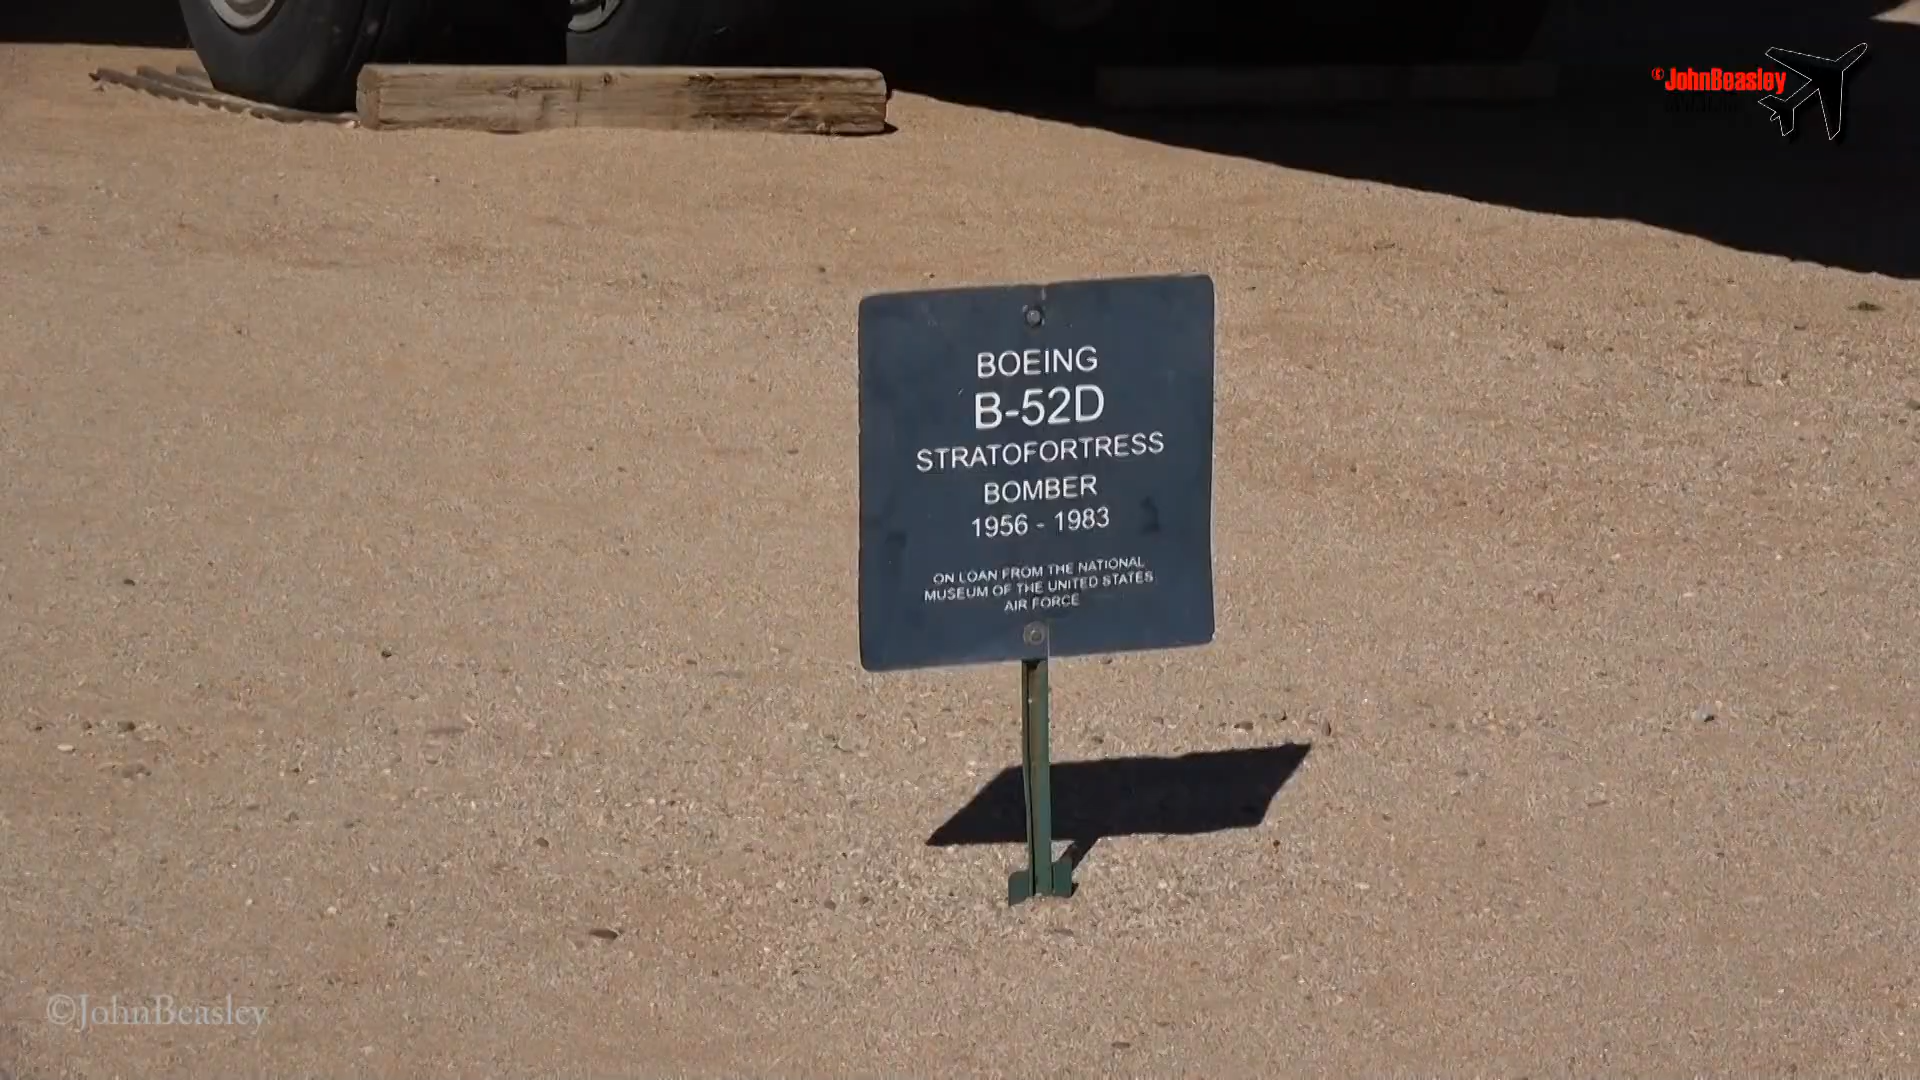 ©JohnBeasley
BOEING
B-52D
STRATOFORTRESS
BOMBER
1956 - 1983
ON LOAN FROM THE NATIONAL
MUSEUM OF THE UNITED STATES
AIR FORCE
©JohnBeasley